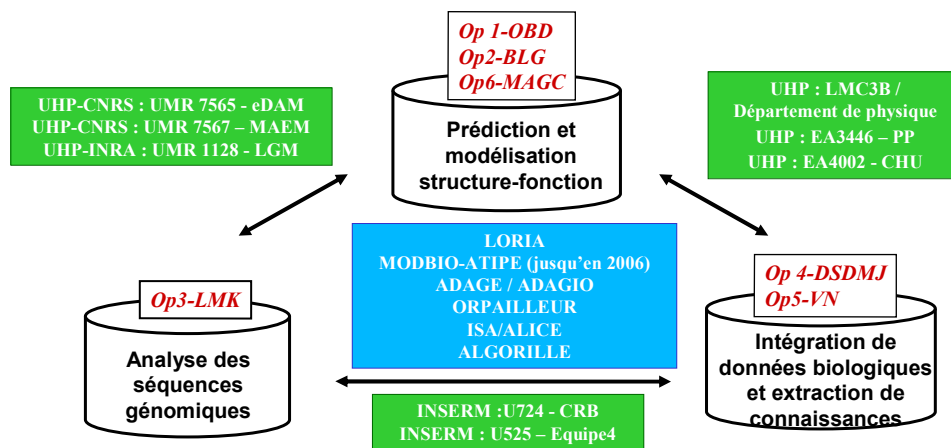 Op 1-OBD
Op2-BLG
Op6-MAGC
Prédiction et
modélisation
structure-fonction
UHP-CNRS : UMR 7565 - eDAM
UHP-CNRS : UMR 7567 – MAEM
UHP-INRA : UMR 1128 - LGM
UHP : LMC3B /
Département de physique
UHP : EA3446 – PP
UHP : EA4002 - CHU
LORIA
MODBIO-ATIPE (jusqu'en 2006)
ADAGE / ADAGIO
ORPAILLEUR
ISA/ALICE
ALGORILLE
Op3-LMK
Analyse des
séquences
génomiques
Op 4-DSDMJ
Op5-VN
Intégration de
données biologiques
et extraction de
connaissances
INSERM :U724 - CRB
INSERM : U525 – Equipe4